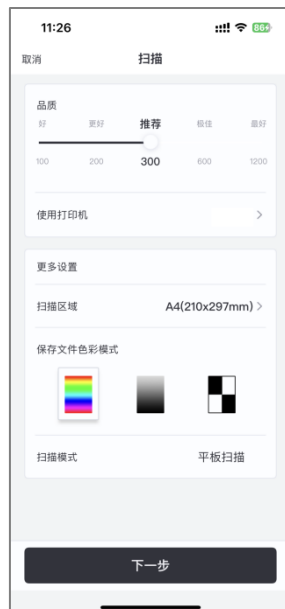 11:26 86
取消 扫描
品质
好 更好 推荐 极佳 最好
100 200 300 600 1200
使用打印机
更多设置
扫描区域 A4(210x297mm)
保存文件色彩模式
扫描模式 平板扫描
下一步